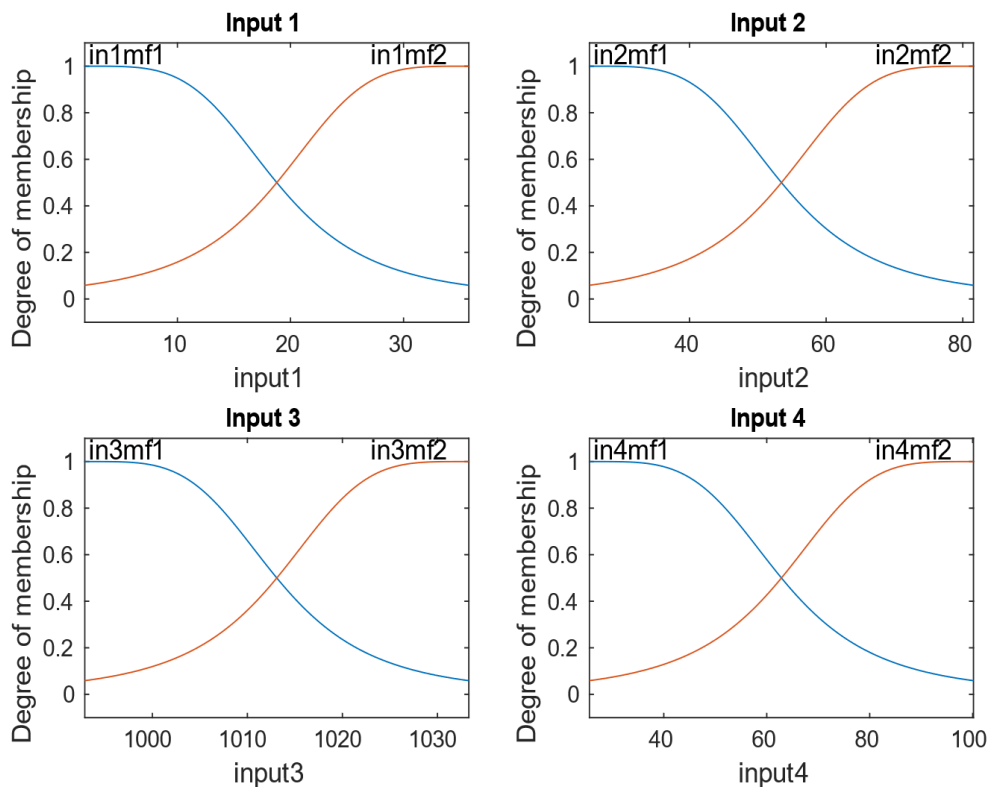 Input 1
in1mf1 in1mf2
1
0.8
0.6
0.4
0.2
0
Degree of membership
10 20 30
input1
Input 2
in2mf1 in2mf2
1
0.8
0.6
0.4
0.2
0
Degree of membership
40 60 80
input2
Input 3
in3mf1 in3mf2
1
0.8
0.6
0.4
0.2
0
Degree of membership
1000 1010 1020 1030
input3
Input 4
in4mf1 in4mf2
1
0.8
0.6
0.4
0.2
0
Degree of membership
40 60 80 100
input4